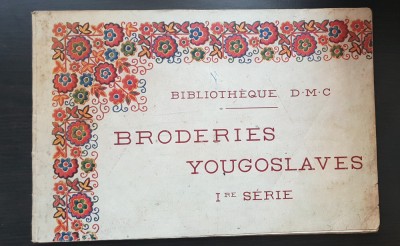 BIBLIOTHÈQUE D·M·C
BRODERIES
YOUGOSLAVES
IRE SÉRIE